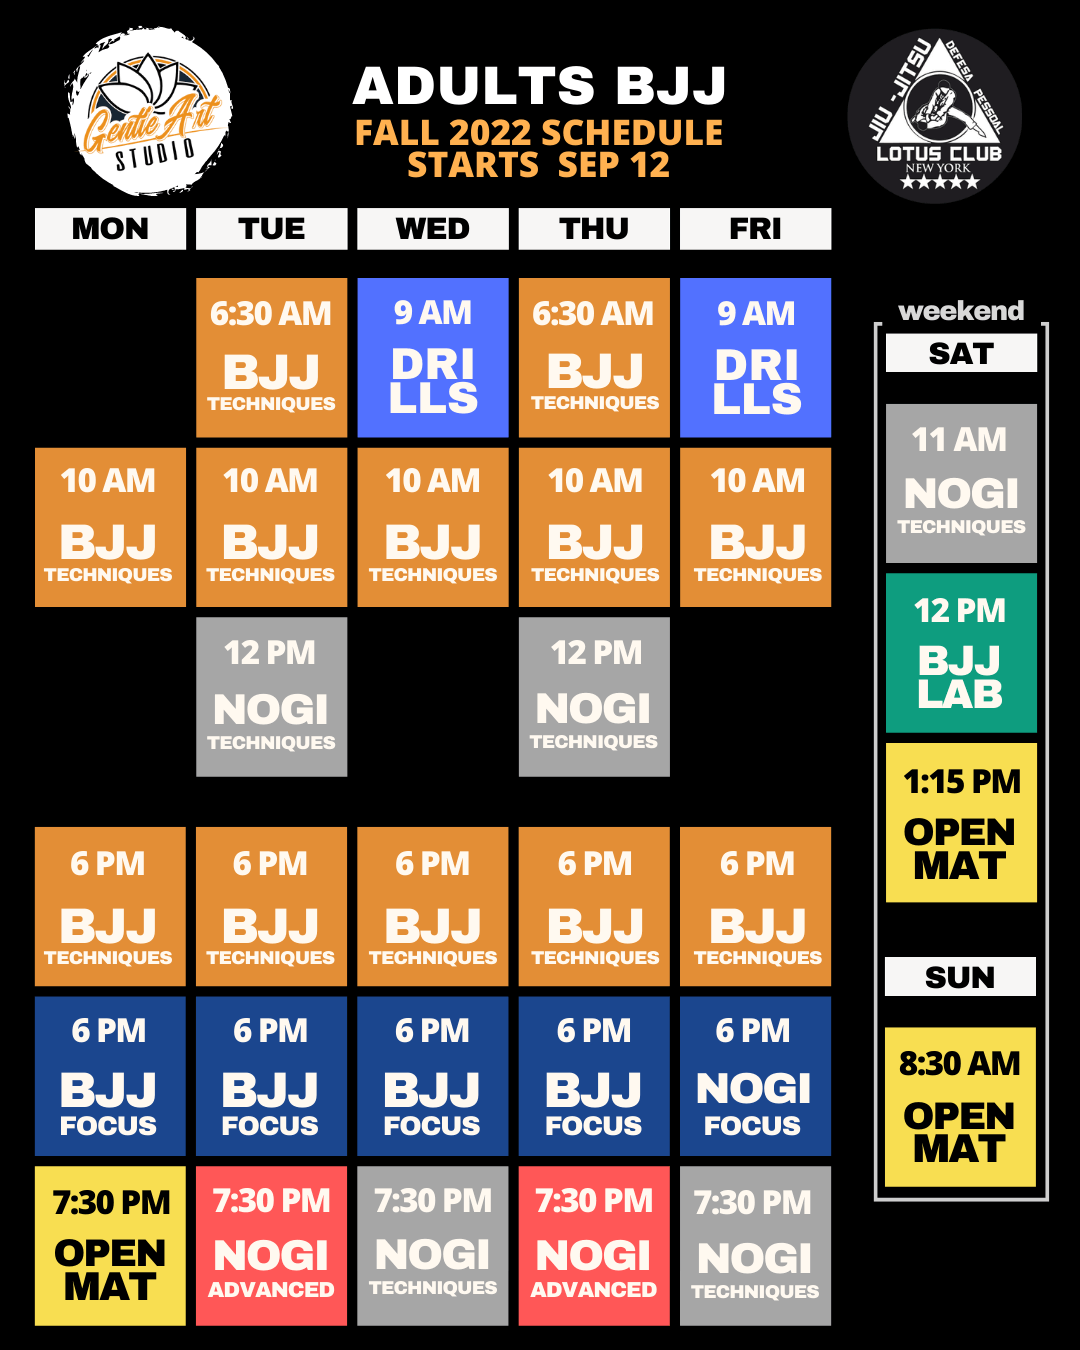 Gentle Art
STUDIO
ADULTS BJJ
FALL 2022 SCHEDULE
STARTS SEP 12
JIU-JITSU
DEFESA PESSOAL
LOTUS CLUB
NEW YORK
MON
TUE
WED
THU
FRI
6:30 AM
BJJ
TECHNIQUES
9 AM
DRI
LLS
6:30 AM
BJJ
TECHNIQUES
9 AM
DRI
LLS
10 AM
BJJ
TECHNIQUES
10 AM
BJJ
TECHNIQUES
10 AM
BJJ
TECHNIQUES
10 AM
BJJ
TECHNIQUES
10 AM
BJJ
TECHNIQUES
12 PM
NOGI
TECHNIQUES
12 PM
NOGI
TECHNIQUES
6 PM
BJJ
TECHNIQUES
6 PM
BJJ
TECHNIQUES
6 PM
BJJ
TECHNIQUES
6 PM
BJJ
TECHNIQUES
6 PM
BJJ
TECHNIQUES
6 PM
BJJ
FOCUS
6 PM
BJJ
FOCUS
6 PM
BJJ
FOCUS
6 PM
BJJ
FOCUS
6 PM
NOGI
FOCUS
7:30 PM
OPEN
MAT
7:30 PM
NOGI
ADVANCED
7:30 PM
NOGI
TECHNIQUES
7:30 PM
NOGI
ADVANCED
7:30 PM
NOGI
TECHNIQUES
weekend
SAT
11 AM
NOGI
TECHNIQUES
12 PM
BJJ
LAB
1:15 PM
OPEN
MAT
SUN
8:30 AM
OPEN
MAT